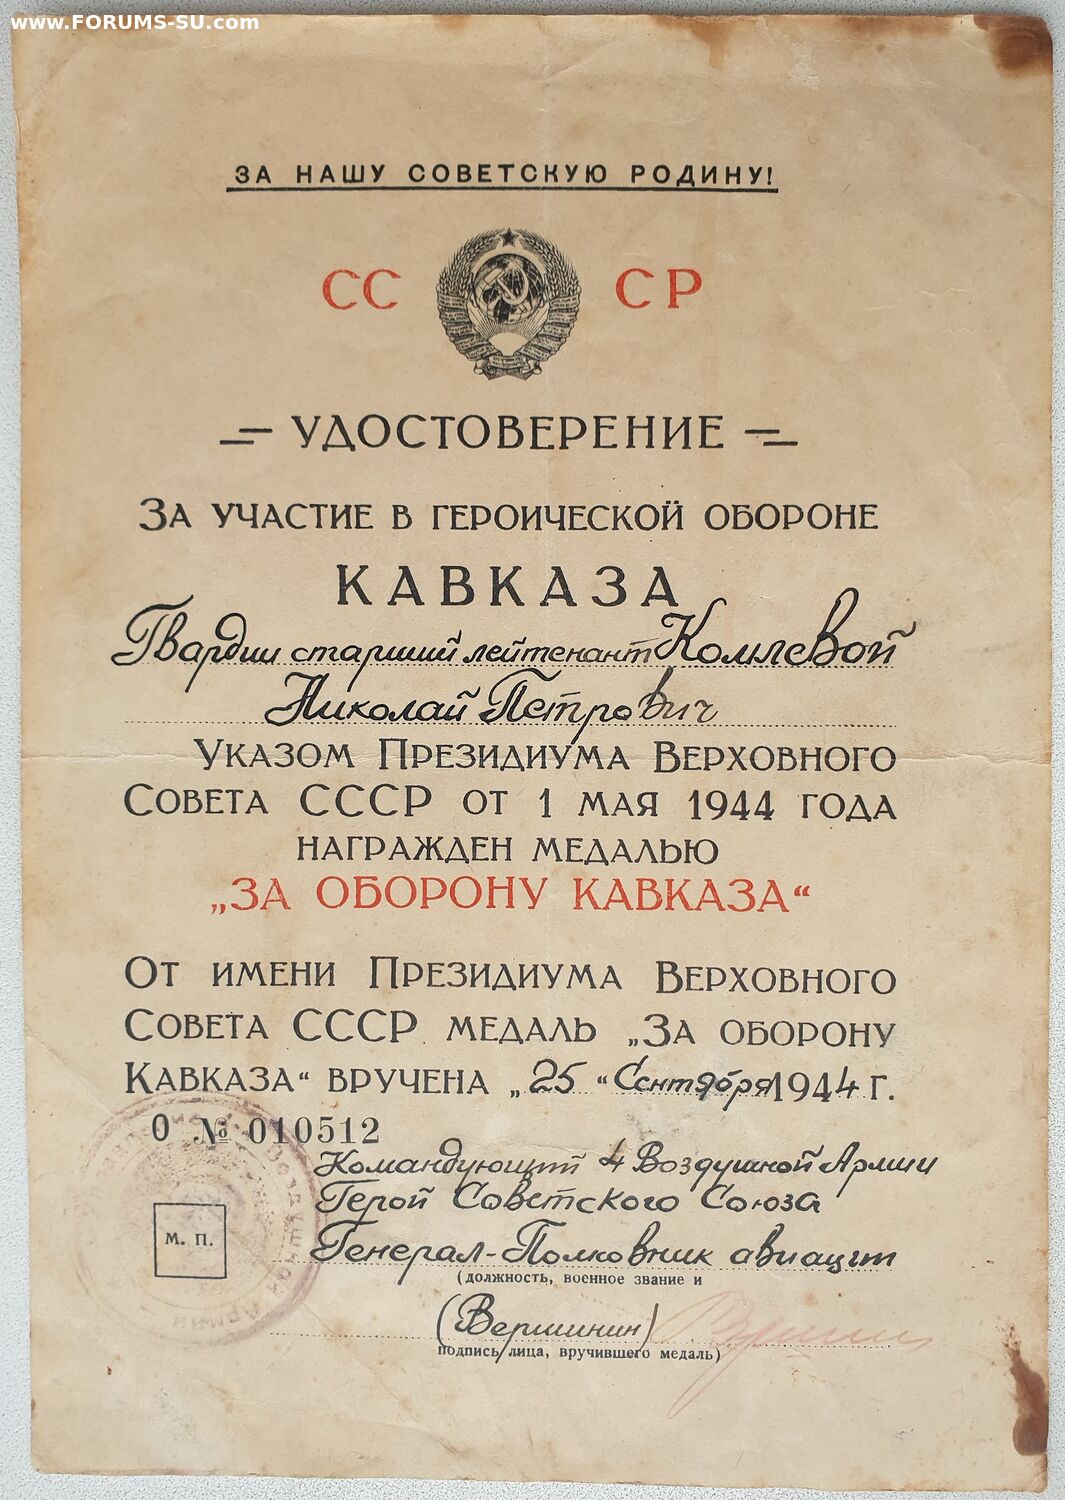 www.FORUMS-SU.com
ЗА НАШУ СОВЕТСКУЮ РОДИНУ!
СС СР
УДОСТОВЕРЕНИЕ
ЗА УЧАСТИЕ В ГЕРОИЧЕСКОЙ ОБОРОНЕ
КАВКАЗА
Гвардии старший лейтенант Комлевой
Николай Петрович
УКАЗОМ ПРЕЗИДИУМА ВЕРХОВНОГО
СОВЕТА СССР ОТ 1 МАЯ 1944 ГОДА
НАГРАЖДЕН МЕДАЛЬЮ
„ЗА ОБОРОНУ КАВКАЗА“
ОТ ИМЕНИ ПРЕЗИДИУМА ВЕРХОВНОГО
СОВЕТА СССР МЕДАЛЬ „ЗА ОБОРОНУ
КАВКАЗА“ ВРУЧЕНА „25“ Сентября 1944 Г.
О № 010512
Командующий 4 Воздушной Армии
Герой Советского Союза
М. П.
Генерал-Полковник авиации
(должность, военное звание и
(Вершинин)
подпись лица, вручившего медаль)